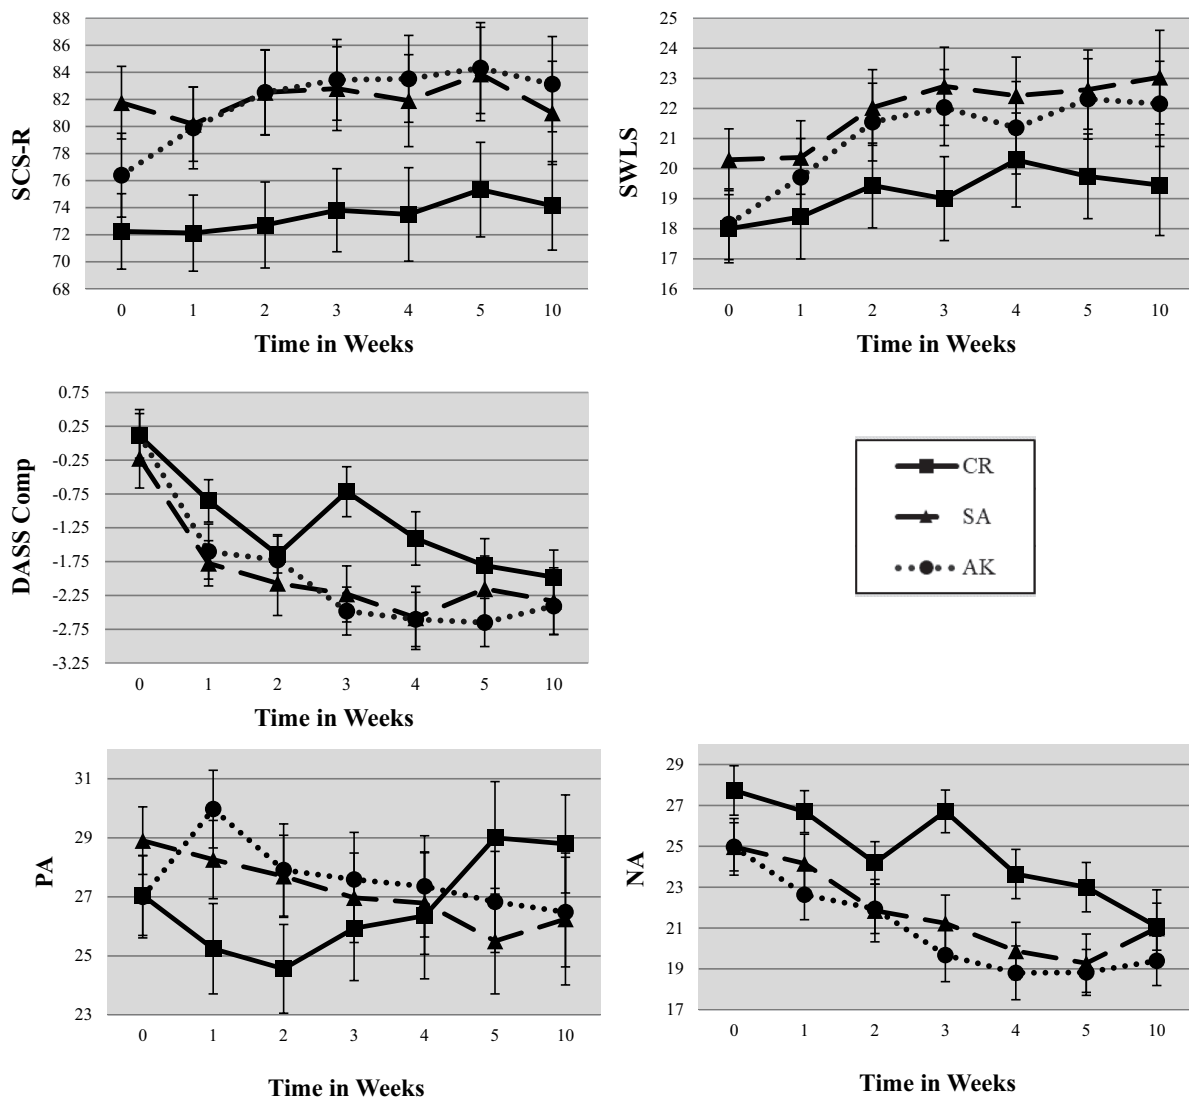 88
86
84
82
80
78
76
74
72
70
68
SCS-R
0 1 2 3 4 5 10
Time in Weeks
25
24
23
22
21
20
19
18
17
16
SWLS
0 1 2 3 4 5 10
Time in Weeks
0.75
0.25
-0.25
-0.75
-1.25
-1.75
-2.25
-2.75
-3.25
DASS Comp
0 1 2 3 4 5 10
Time in Weeks
CR
SA
AK
31
29
27
25
23
PA
0 1 2 3 4 5 10
Time in Weeks
29
27
25
23
21
19
17
NA
0 1 2 3 4 5 10
Time in Weeks